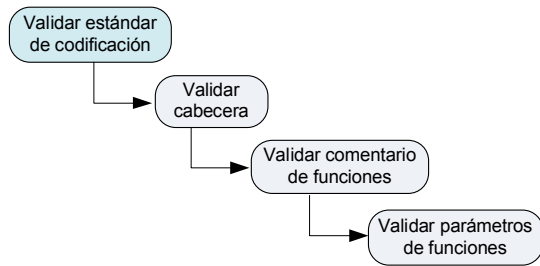 Validar estándar
de codificación
Validar
cabecera
Validar comentario
de funciones
Validar parámetros
de funciones